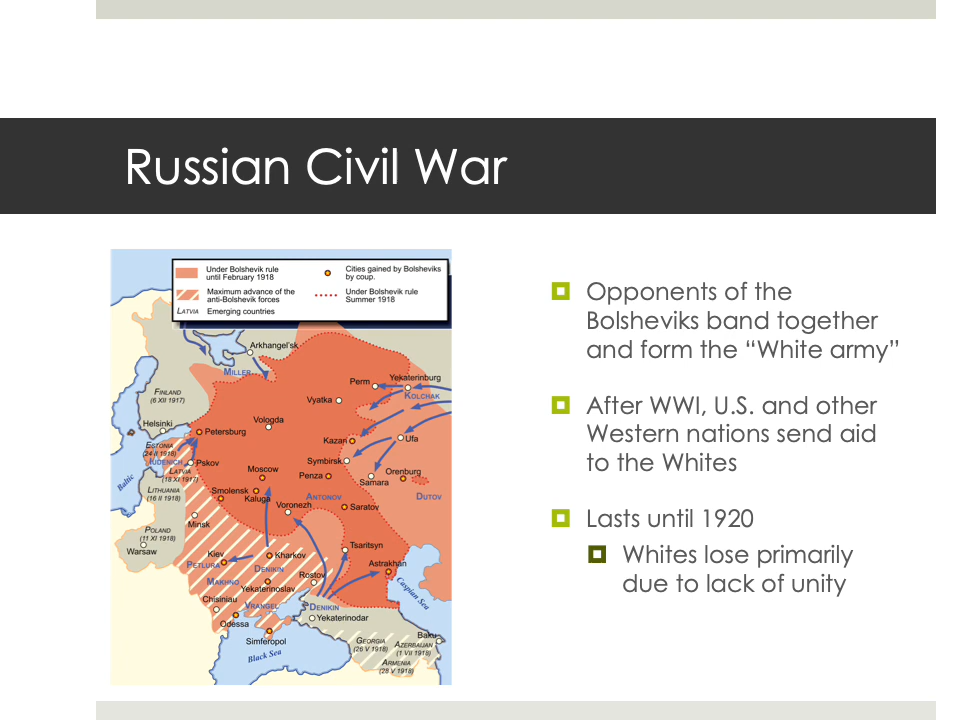 Russian Civil War
Under Bolshevik rule
until February 1918
Maximum advance of the
anti-Bolshevik forces
LATVIA Emerging countries
Cities gained by Bolsheviks
by coup.
Under Bolshevik rule
Summer 1918
Arkhangel'sk
MILLER
Perm
Yekaterinburg
KOLCHAK
FINLAND
(6 XII 1917)
Vyatka
Vologda
Helsinki
Petersburg
Kazan
Ufa
ESTONIA
(24 II 1918)
IUDENICH
Pskov
LATVIA
(18 XI 1917)
Moscow
Symbirsk
Penza
Samara
Orenburg
Baltic
LITHUANIA
(16 II 1918)
Smolensk
Kaluga
ANTONOV
DUTOV
Voronezh
Saratov
Minsk
POLAND
(11 XI 1918)
Warsaw
Kiev
Kharkov
Tsaritsyn
PETLURA
DENIKIN
Astrakhan
MAKHNO
Rostov
Yekaterinoslav
Chisiniau
VRANGEL
DENIKIN
Caspian Sea
Yekaterinodar
Odessa
Simferopol
Black Sea
GEORGIA
(26 V 1918)
Baku
AZERBAIJAN
(1 VII 1918)
ARMENIA
(28 V 1918)
Opponents of the
Bolsheviks band together
and form the “White army”
After WWI, U.S. and other
Western nations send aid
to the Whites
Lasts until 1920
Whites lose primarily
due to lack of unity